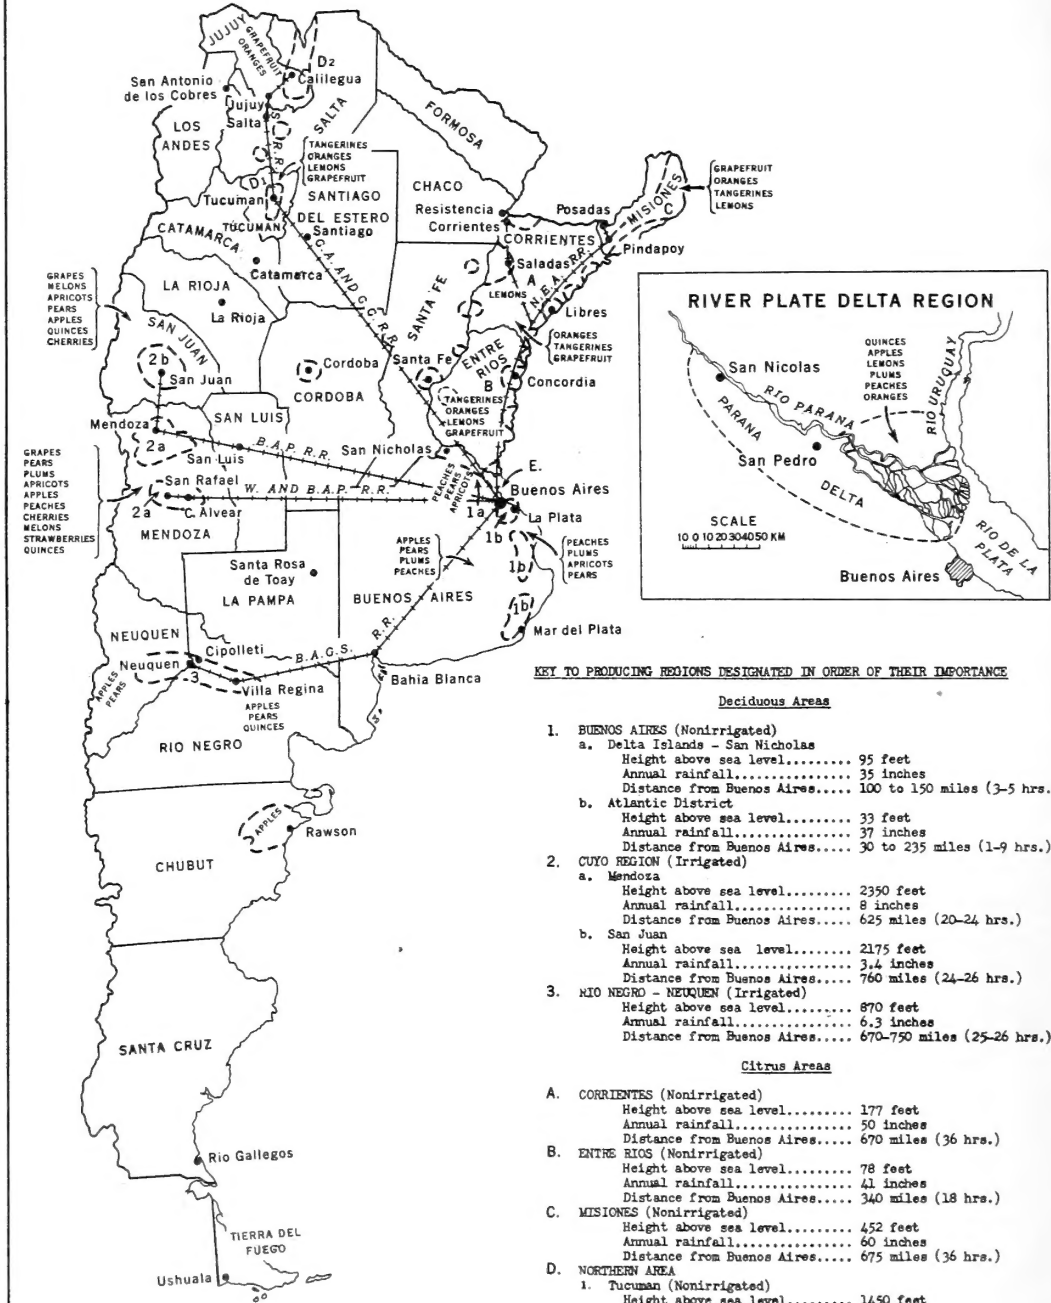 JUJUY
GRAPEFRUIT
ORANGES
D2
San Antonio
de los Cobres
Calilegua
Jujuy
Salta
SALTA
LOS
ANDES
FORMOSA
R.R.
TANGERINES
ORANGES
LEMONS
GRAPEFRUIT
D1
Tucuman
TUCUMAN
SANTIAGO
DEL ESTERO
Santiago
CHACO
Resistencia
Corrientes
Posadas
MISIONES
C
GRAPEFRUIT
ORANGES
TANGERINES
LEMONS
CORRIENTES
Pindapoy
Saladas
A
LEMONS
N.E.A. R.R.
Libres
CATAMARCA
Catamarca
G.A. AND G.C. R.R.
GRAPES
MELONS
APRICOTS
PEARS
APPLES
QUINCES
CHERRIES
LA RIOJA
La Rioja
SAN JUAN
2b
San Juan
SANTA FE
Santa Fe
Cordoba
CORDOBA
ENTRE
RIOS
B
ORANGES
TANGERINES
GRAPEFRUIT
Concordia
TANGERINES
ORANGES
LEMONS
GRAPEFRUIT
Mendoza
2a
SAN LUIS
San Luis
B.A.P. R.R.
San Nicholas
GRAPES
PEARS
PLUMS
APRICOTS
APPLES
PEACHES
CHERRIES
MELONS
STRAWBERRIES
QUINCES
San Rafael
2a
C. Alvear
W. AND B.A.P. R.R.
MENDOZA
PEACHES
PEARS
APRICOTS
E.
Buenos Aires
1a
La Plata
1b
APPLES
PEARS
PLUMS
PEACHES
PEACHES
PLUMS
APRICOTS
PEARS
1b
1b
Mar del Plata
Santa Rosa
de Toay
LA PAMPA
BUENOS AIRES
NEUQUEN
Cipolleti
Neuquen
3
APPLES
PEARS
Villa Regina
B.A.G.S. R.R.
Bahia Blanca
APPLES
PEARS
QUINCES
RIO NEGRO
APPLES
Rawson
CHUBUT
SANTA CRUZ
Rio Gallegos
TIERRA DEL
FUEGO
Ushuala
RIVER PLATE DELTA REGION
San Nicolas
QUINCES
APPLES
LEMONS
PLUMS
PEACHES
ORANGES
RIO PARANA
RIO URUGUAY
PARANA
DELTA
San Pedro
SCALE
10 0 10 20 30 40 50 KM
RIO DE LA
PLATA
Buenos Aires
KEY TO PRODUCING REGIONS DESIGNATED IN ORDER OF THEIR IMPORTANCE
Deciduous Areas
1. BUENOS AIRES (Nonirrigated)
a. Delta Islands - San Nicholas
Height above sea level......... 95 feet
Annual rainfall............... 35 inches
Distance from Buenos Aires..... 100 to 150 miles (3-5 hrs.
b. Atlantic District
Height above sea level......... 33 feet
Annual rainfall............... 37 inches
Distance from Buenos Aires..... 30 to 235 miles (1-9 hrs.)
2. CUYO REGION (Irrigated)
a. Mendoza
Height above sea level......... 2350 feet
Annual rainfall............... 8 inches
Distance from Buenos Aires..... 625 miles (20-24 hrs.)
b. San Juan
Height above sea level........ 2175 feet
Annual rainfall............... 3.4 inches
Distance from Buenos Aires..... 760 miles (24-26 hrs.)
3. RIO NEGRO - NEUQUEN (Irrigated)
Height above sea level......... 870 feet
Annual rainfall............... 6.3 inches
Distance from Buenos Aires..... 670-750 miles (25-26 hrs.)
Citrus Areas
A. CORRIENTES (Nonirrigated)
Height above sea level......... 177 feet
Annual rainfall............... 50 inches
Distance from Buenos Aires..... 670 miles (36 hrs.)
B. ENTRE RIOS (Nonirrigated)
Height above sea level......... 78 feet
Annual rainfall............... 41 inches
Distance from Buenos Aires..... 340 miles (18 hrs.)
C. MISIONES (Nonirrigated)
Height above sea level......... 452 feet
Annual rainfall............... 60 inches
Distance from Buenos Aires..... 675 miles (36 hrs.)
D. NORTHERN AREA
1. Tucuman (Nonirrigated)
Height above sea level......... 1450 feet